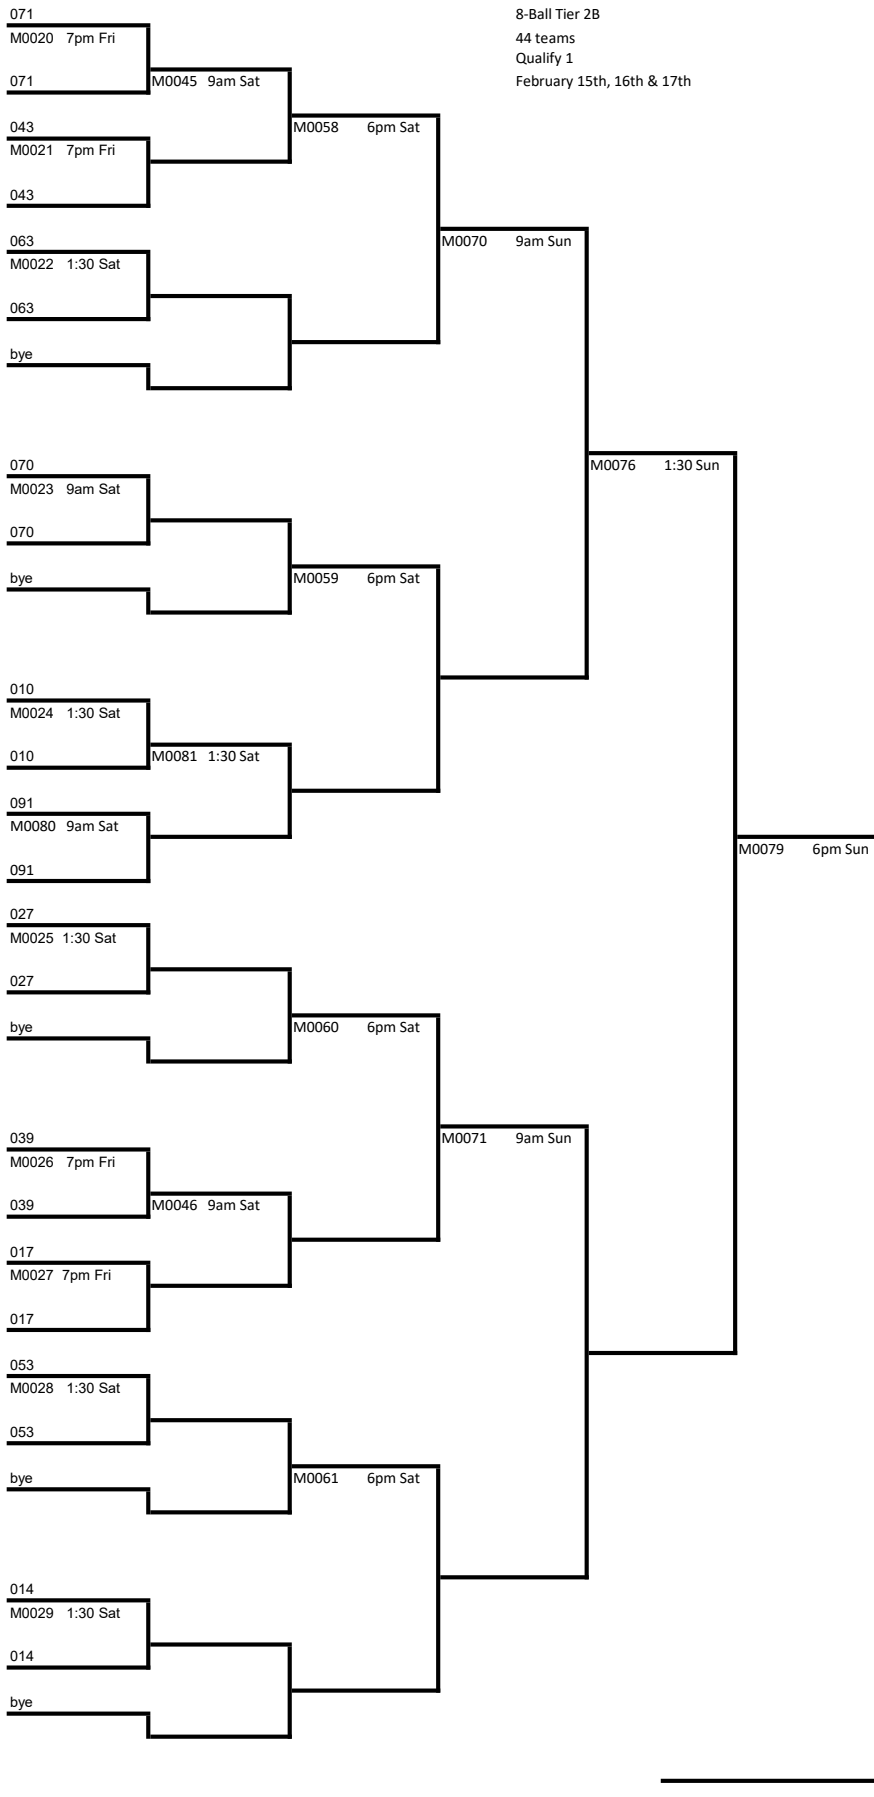 071
8-Ball Tier 2B
M0020 7pm Fri
44 teams
Qualify 1
071
M0045 9am Sat
February 15th, 16th & 17th
043
M0058 6pm Sat
M0021 7pm Fri
043
063
M0070 9am Sun
M0022 1:30 Sat
063
bye
070
M0076 1:30 Sun
M0023 9am Sat
070
bye
M0059 6pm Sat
010
M0024 1:30 Sat
010
M0081 1:30 Sat
091
M0080 9am Sat
M0079 6pm Sun
091
027
M0025 1:30 Sat
027
bye
M0060 6pm Sat
039
M0071 9am Sun
M0026 7pm Fri
039
M0046 9am Sat
017
M0027 7pm Fri
017
053
M0028 1:30 Sat
053
bye
M0061 6pm Sat
014
M0029 1:30 Sat
014
bye